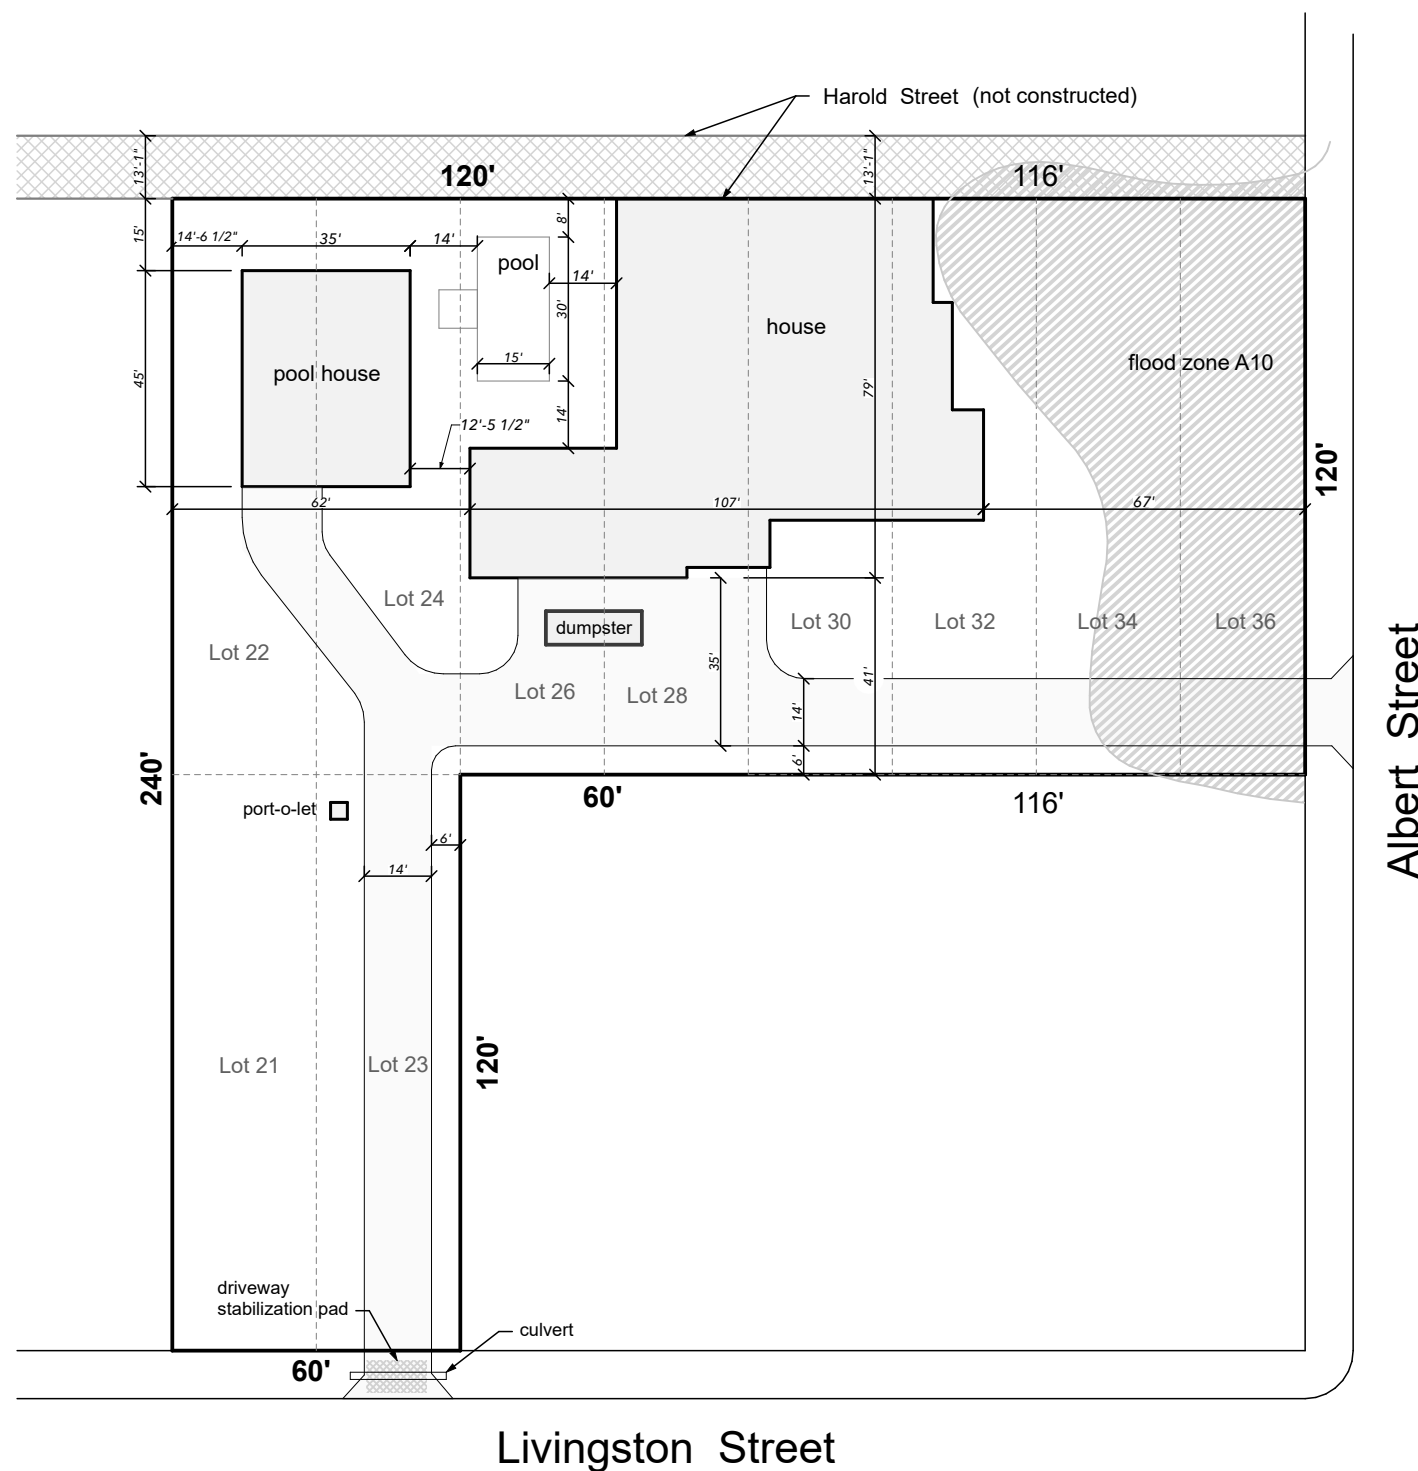 Harold Street (not constructed)
13'-1"
120'
13'-1"
116'
15'
14'-6 1/2"
35'
14'
8'
pool
14'
30'
house
15'
pool house
45'
79'
flood zone A10
14'
12'-5 1/2"
120'
62'
107'
67'
Lot 24
dumpster
Lot 30
Lot 32
Lot 34
Lot 36
Lot 22
35'
41'
Lot 26
Lot 28
14'
6'
240'
60'
116'
port-o-let
6'
14'
Albert Street
Lot 21
Lot 23
120'
driveway
stabilization pad
culvert
60'
Livingston Street